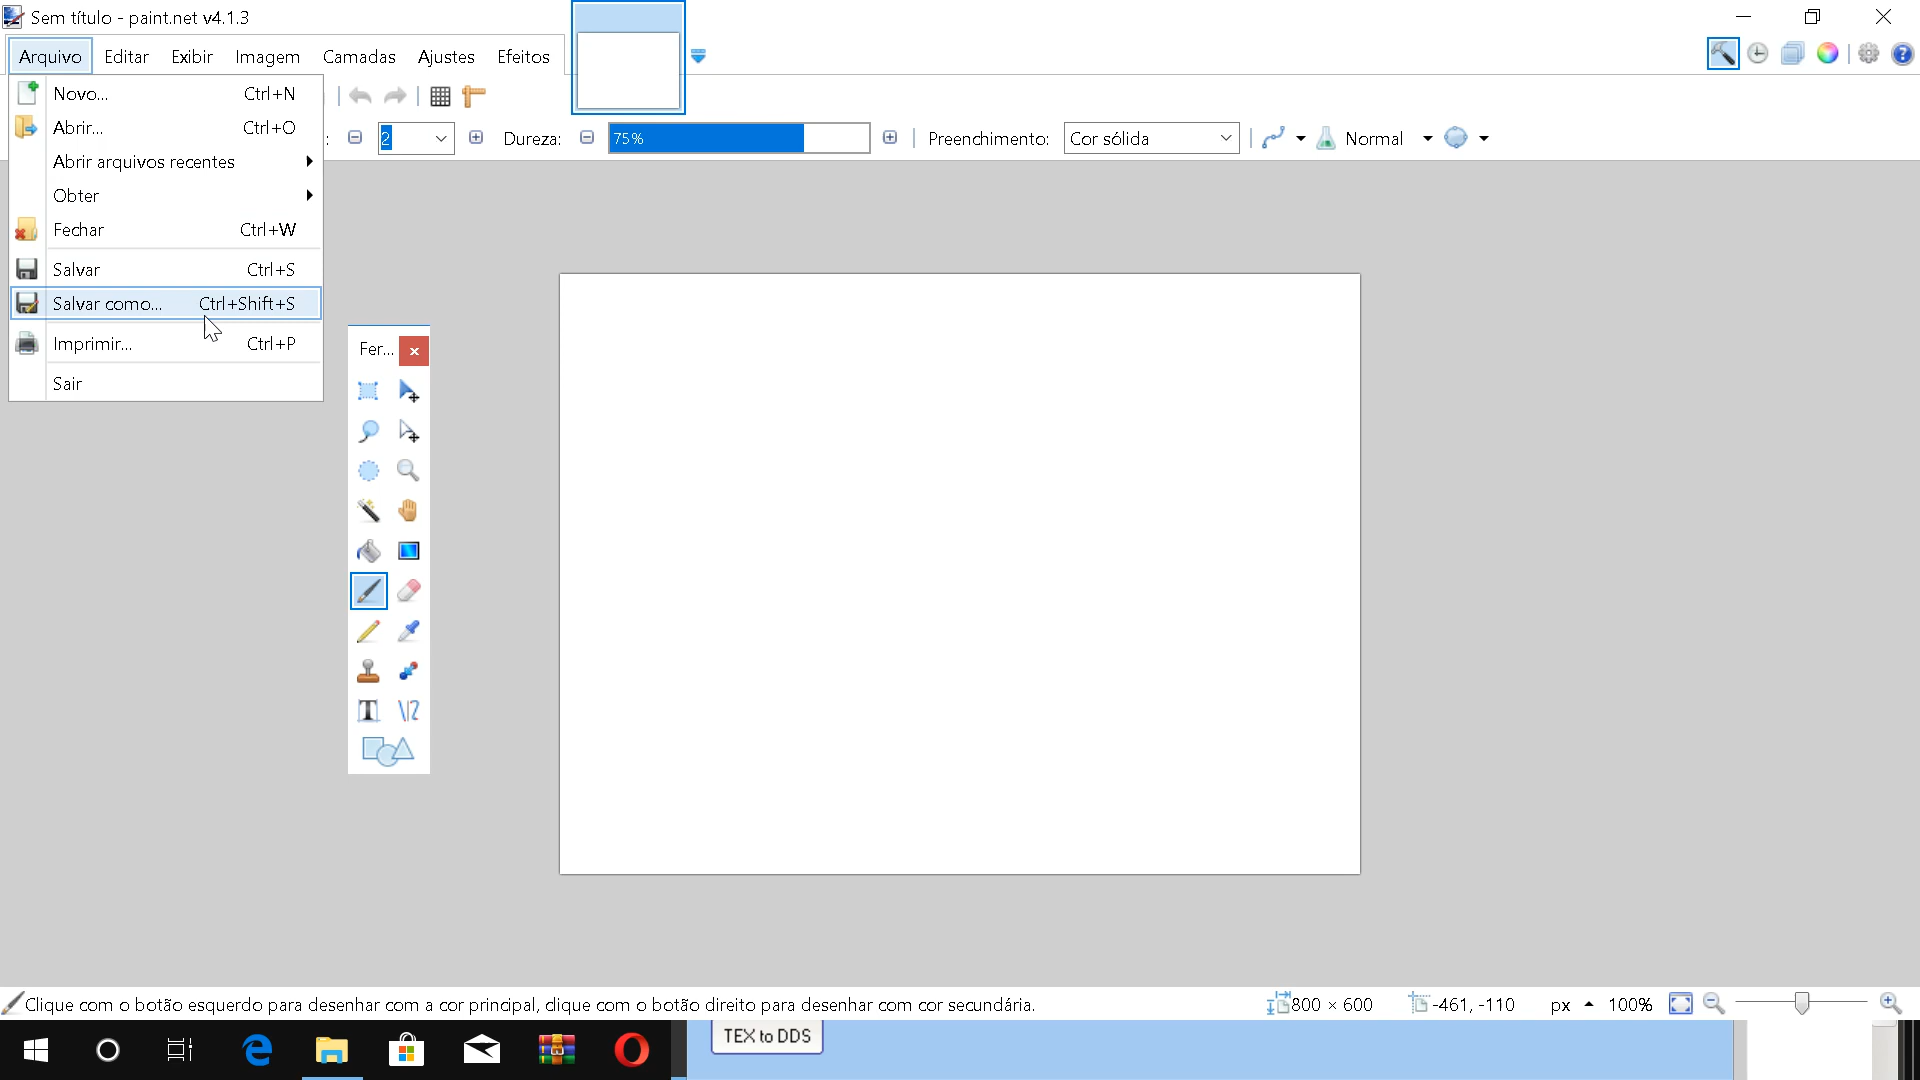 Sem título - paint.net v4.1.3
Arquivo Editar Exibir Imagem Camadas Ajustes Efeitos
Novo... Ctrl+N
Abrir... Ctrl+O
: 2 Dureza: 75% Preenchimento: Cor sólida Normal
Abrir arquivos recentes
Obter
Fechar Ctrl+W
Salvar Ctrl+S
Salvar como... Ctrl+Shift+S
Imprimir... Ctrl+P
Sair
Fer...
Clique com o botão esquerdo para desenhar com a cor principal, clique com o botão direito para desenhar com cor secundária.
800 × 600 -461, -110 px 100%
TEX to DDS